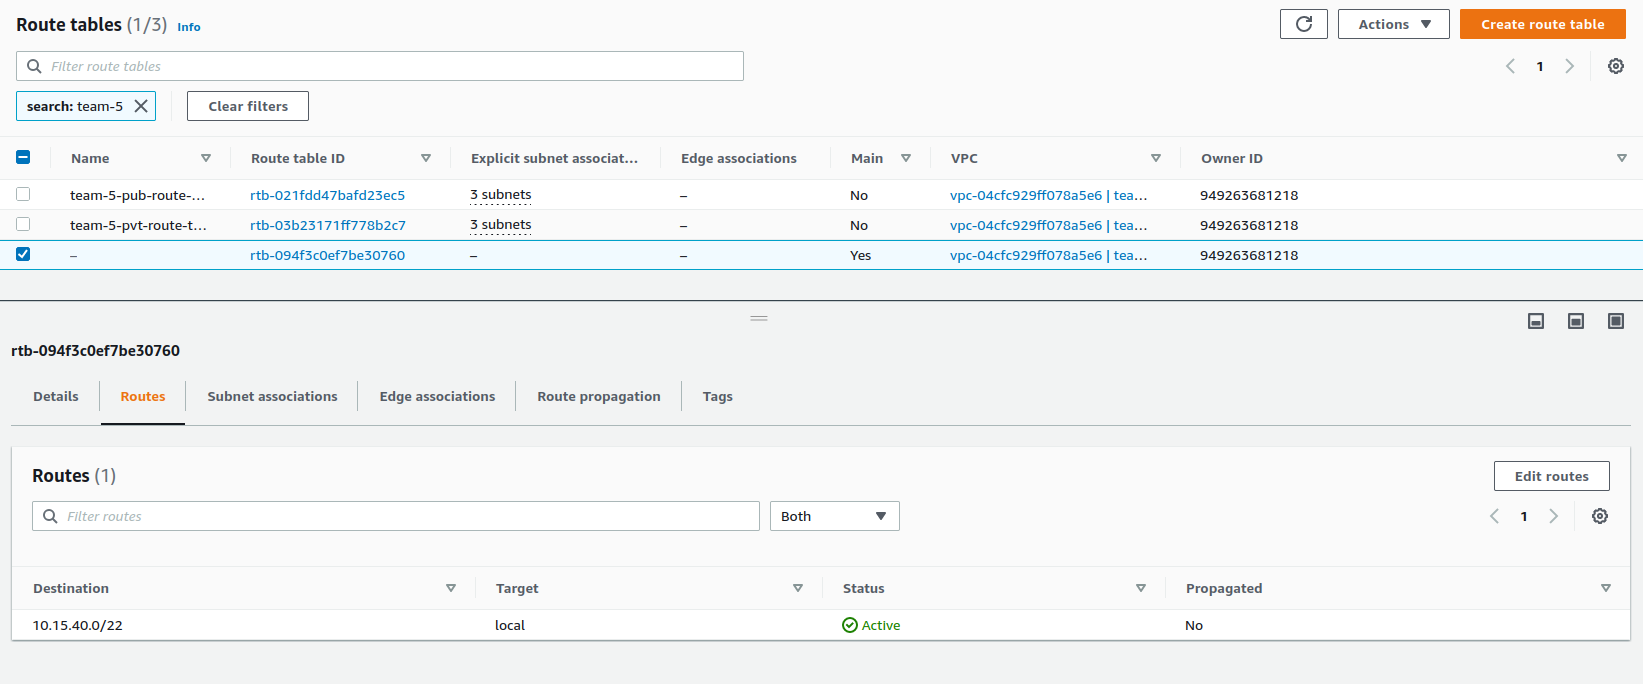 Route tables (1/3) Info
Actions
Create route table
Filter route tables
1
search: team-5
Clear filters
Name Route table ID Explicit subnet associat... Edge associations Main VPC Owner ID
team-5-pub-route-... rtb-021fdd47bafd23ec5 3 subnets – No vpc-04cfc929ff078a5e6 | tea... 949263681218
team-5-pvt-route-t... rtb-03b23171ff778b2c7 3 subnets – No vpc-04cfc929ff078a5e6 | tea... 949263681218
– rtb-094f3c0ef7be30760 – – Yes vpc-04cfc929ff078a5e6 | tea... 949263681218
rtb-094f3c0ef7be30760
Details Routes Subnet associations Edge associations Route propagation Tags
Routes (1)
Edit routes
Filter routes
Both
1
Destination Target Status Propagated
10.15.40.0/22 local Active No